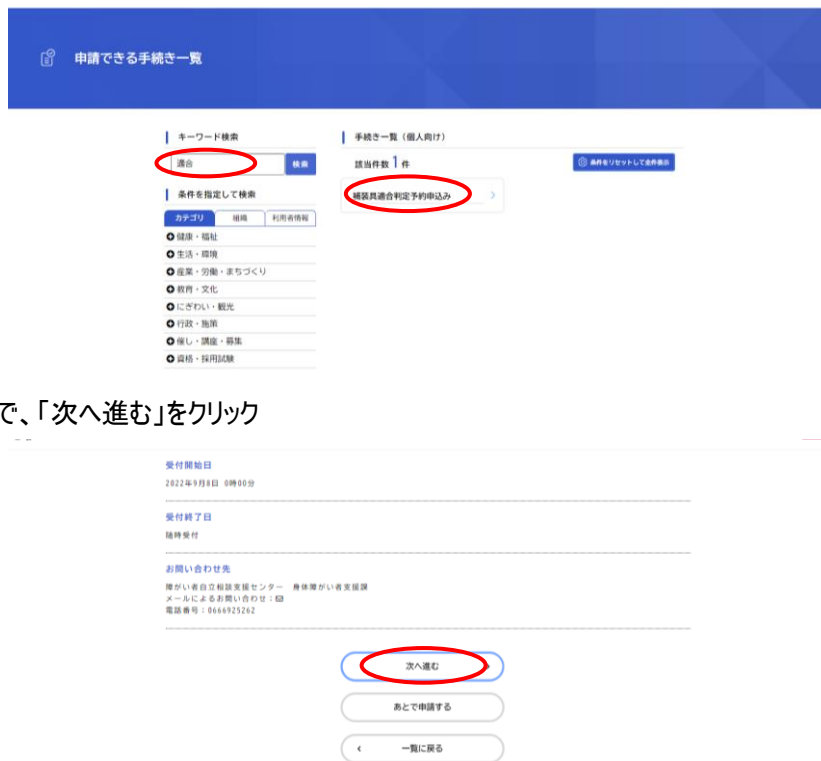 申請できる手続き一覧
キーワード検索
適合
検索
条件を指定して検索
カテゴリ 組織 利用者情報
健康・福祉
生活・環境
産業・労働・まちづくり
教育・文化
にぎわい・観光
行政・施策
催し・講座・募集
資格・採用試験
手続き一覧（個人向け）
該当件数 1 件
条件をリセットして全件表示
補装具適合判定予約申込み
で、「次へ進む」をクリック
受付開始日
2022年9月8日 0時00分
受付終了日
随時受付
お問い合わせ先
障がい者自立相談支援センター 身体障がい者支援課
メールによるお問い合わせ：
電話番号：0666925262
次へ進む
あとで申請する
一覧に戻る